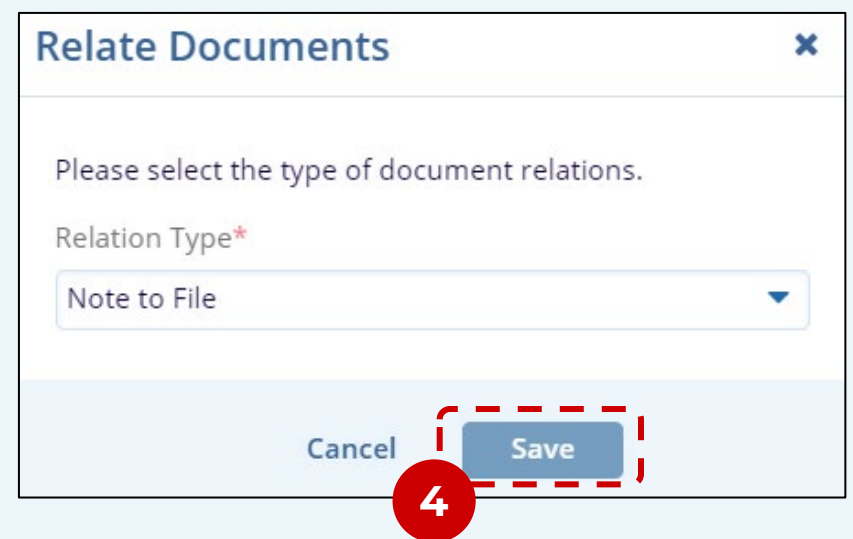 Relate Documents
Please select the type of document relations.
Relation Type*
Note to File
Cancel Save
4